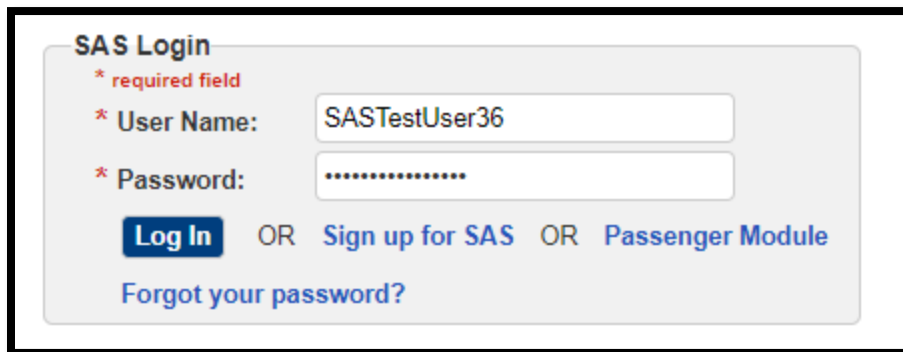 SAS Login
* required field
* User Name: SASTestUser36
* Password: ••••••••••••••••
Log In OR Sign up for SAS OR Passenger Module
Forgot your password?